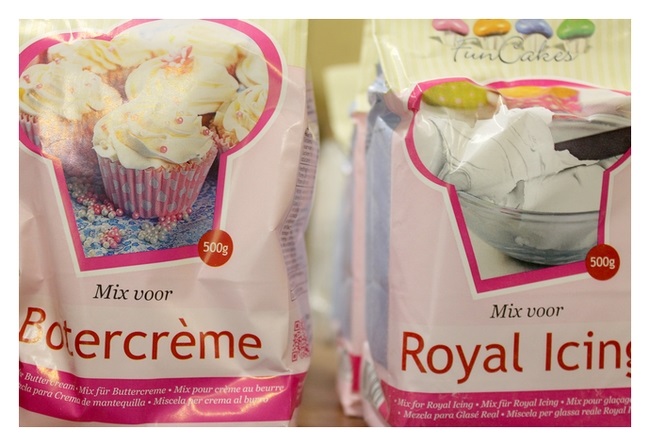 500g
Mix voor
Botercrème
Buttercream • Mix für Buttercreme • Mix pour crème au beurre
para Crema de mantequilla • Miscela per crema al burro
FunCakes
500g
Mix voor
Royal Icing
Mix for Royal Icing • Mix für Royal Icing • Mix pour glaçage
• Mezcla para Glasé Real • Miscela per glassa reale Royal